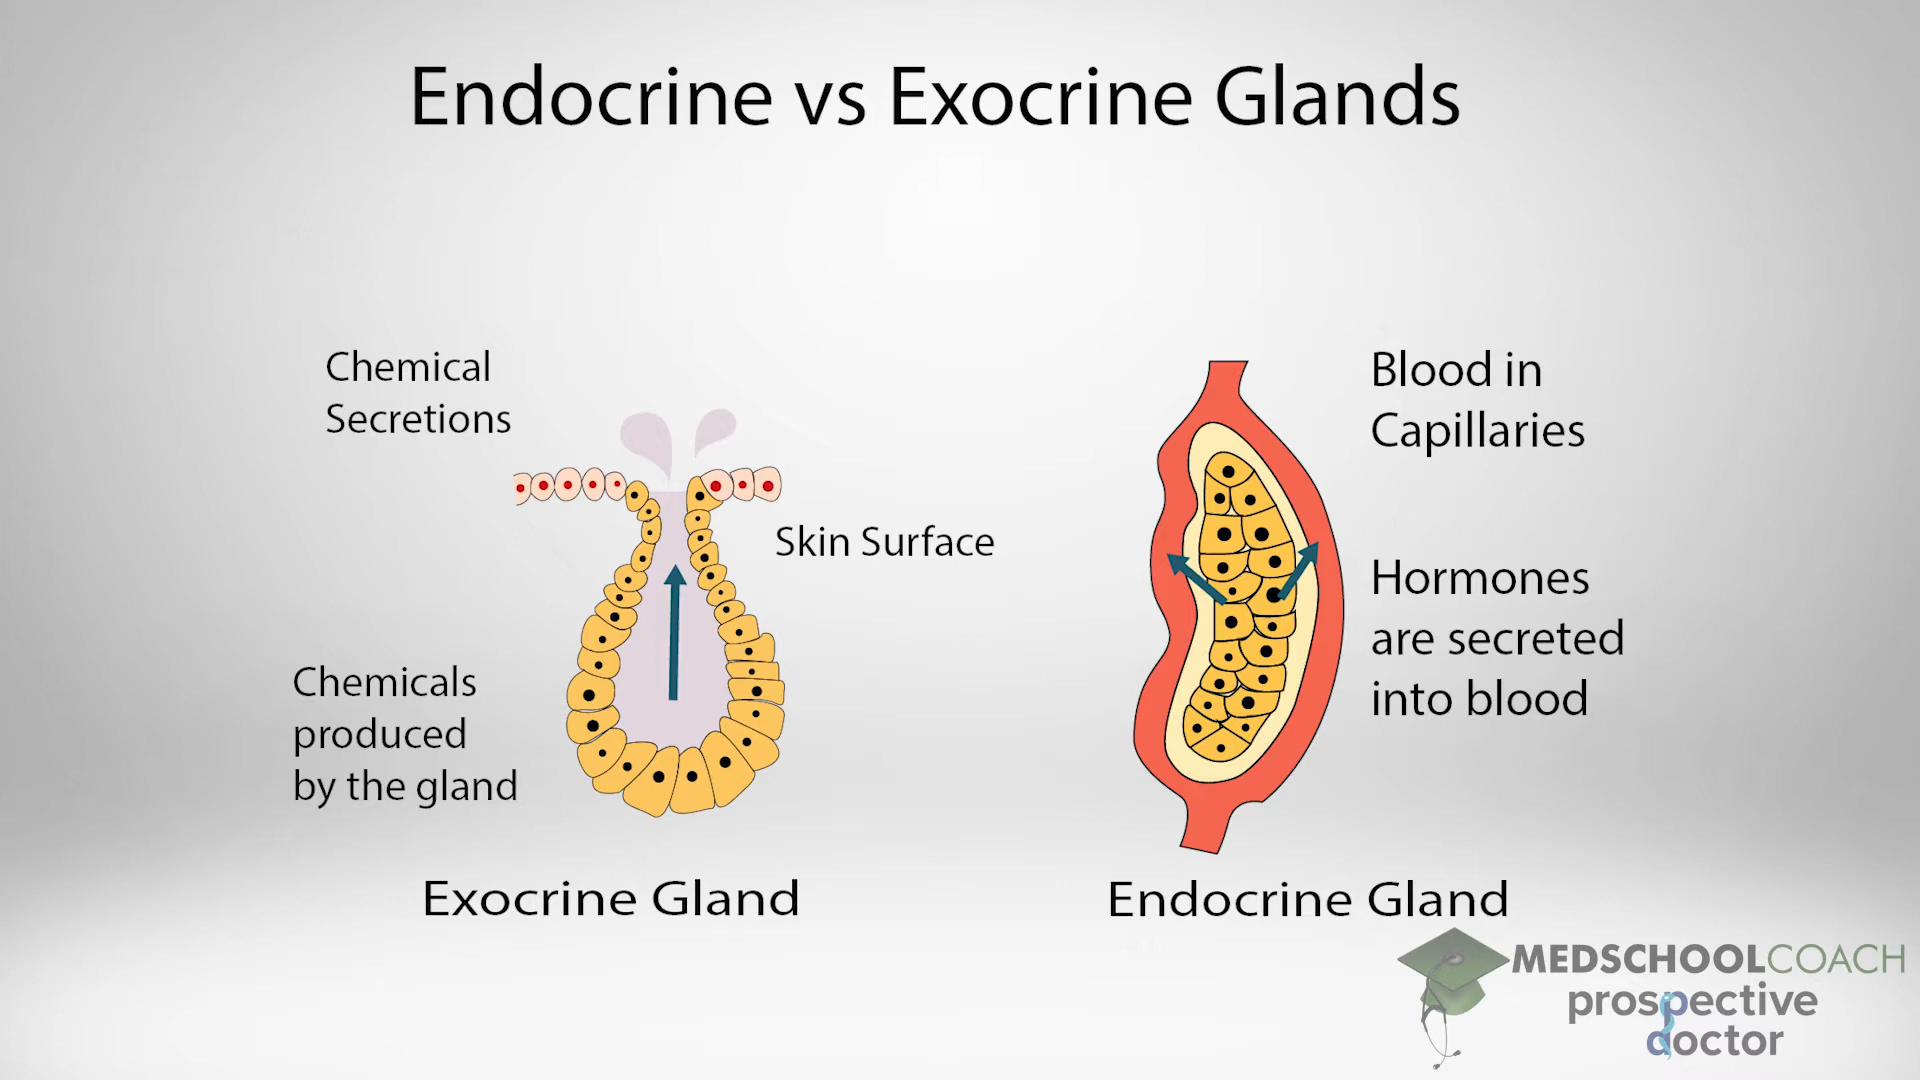 Endocrine vs Exocrine Glands
Chemical
Secretions
Skin Surface
Chemicals
produced
by the gland
Exocrine Gland
Blood in
Capillaries
Hormones
are secreted
into blood
Endocrine Gland
MEDSCHOOLCOACH
prospective
doctor